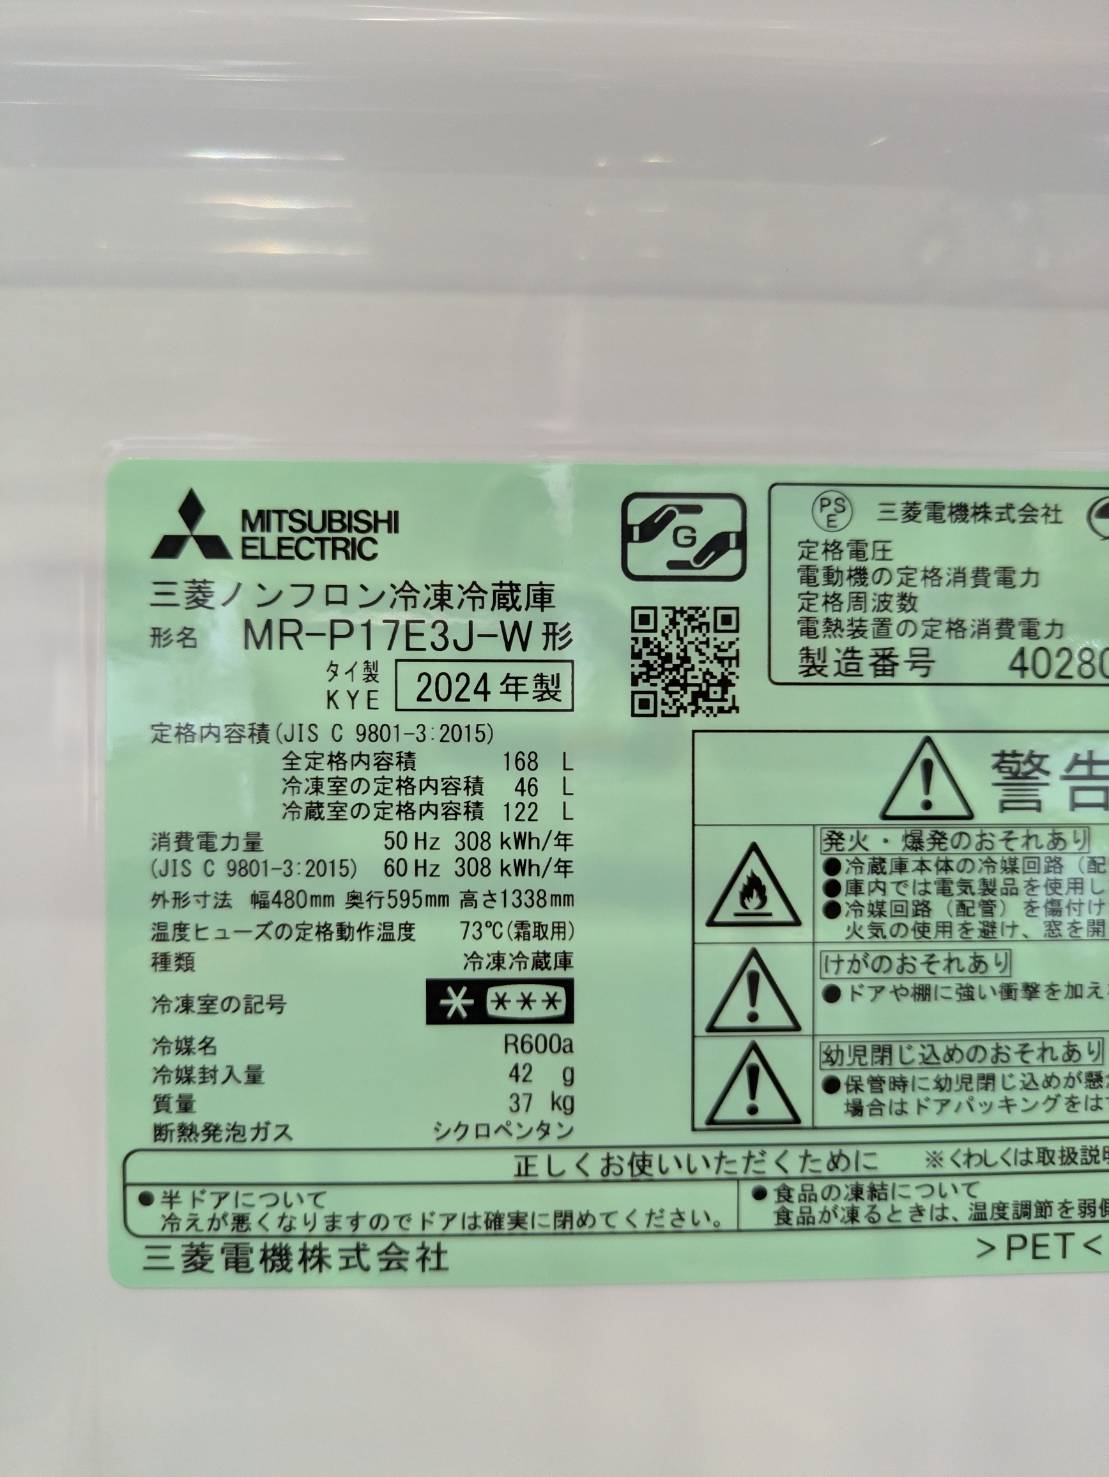 MITSUBISHI
ELECTRIC
三菱ノンフロン冷凍冷蔵庫
形名 MR-P17E3J-W形
タイ製
KYE 2024年製
定格内容積(JIS C 9801-3:2015)
全定格内容積 168 L
冷凍室の定格内容積 46 L
冷蔵室の定格内容積 122 L
消費電力量 50Hz 308kWh/年
(JIS C 9801-3:2015) 60Hz 308kWh/年
外形寸法 幅480mm 奥行595mm 高さ1338mm
温度ヒューズの定格動作温度 73℃(霜取用)
種類 冷凍冷蔵庫
冷凍室の記号 * ***
冷媒名 R600a
冷媒封入量 42 g
質量 37 kg
断熱発泡ガス シクロペンタン
G
PSE 三菱電機株式会社
定格電圧
電動機の定格消費電力
定格周波数
電熱装置の定格消費電力
製造番号 40280
警告
発火・爆発のおそれあり
●冷蔵庫本体の冷媒回路（配
●庫内では電気製品を使用し
●冷媒回路（配管）を傷付け
火気の使用を避け、窓を開
けがのおそれあり
●ドアや棚に強い衝撃を加え
幼児閉じ込めのおそれあり
●保管時に幼児閉じ込めが懸
場合はドアパッキングをは
正しくお使いいただくために ※くわしくは取扱説明
●半ドアについて
冷えが悪くなりますのでドアは確実に閉めてください。
●食品の凍結について
食品が凍るときは、温度調節を弱
三菱電機株式会社
>PET<